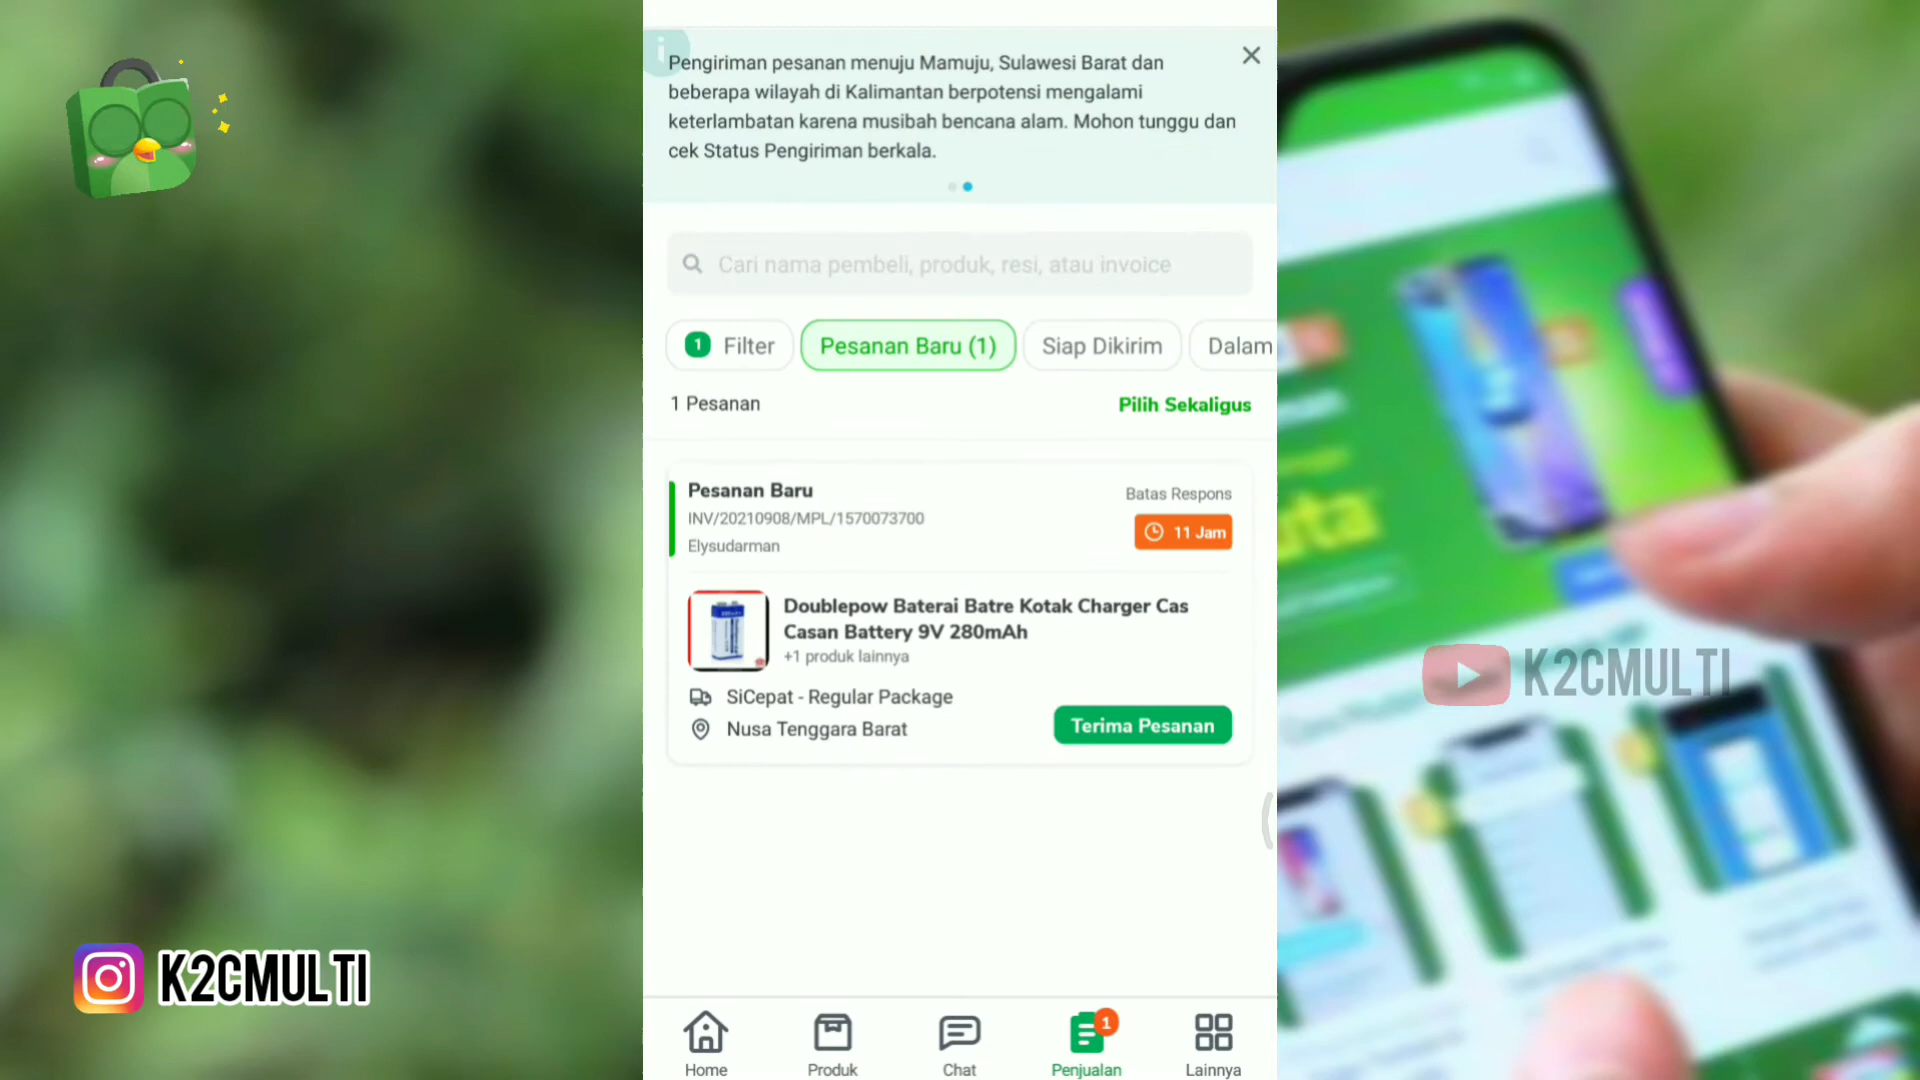 Pengiriman pesanan menuju Mamuju, Sulawesi Barat dan
beberapa wilayah di Kalimantan berpotensi mengalami
keterlambatan karena musibah bencana alam. Mohon tunggu dan
cek Status Pengiriman berkala.
Cari nama pembeli, produk, resi, atau invoice
1 Filter
Pesanan Baru (1)
Siap Dikirim
Dalam
1 Pesanan
Pilih Sekaligus
Pesanan Baru
Batas Respons
INV/20210908/MPL/1570073700
11 Jam
Elysudarman
Doublepow Baterai Batre Kotak Charger Cas
Casan Battery 9V 280mAh
+1 produk lainnya
SiCepat - Regular Package
Nusa Tenggara Barat
Terima Pesanan
K2CMULTI
K2CMULTI
1
Home
Produk
Chat
Penjualan
Lainnya